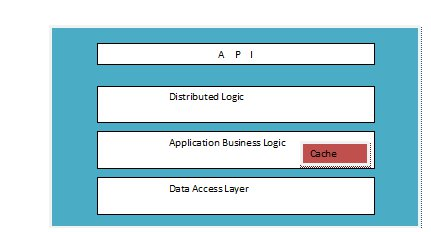 A P I
Distributed Logic
Application Business Logic
Cache
Data Access Layer